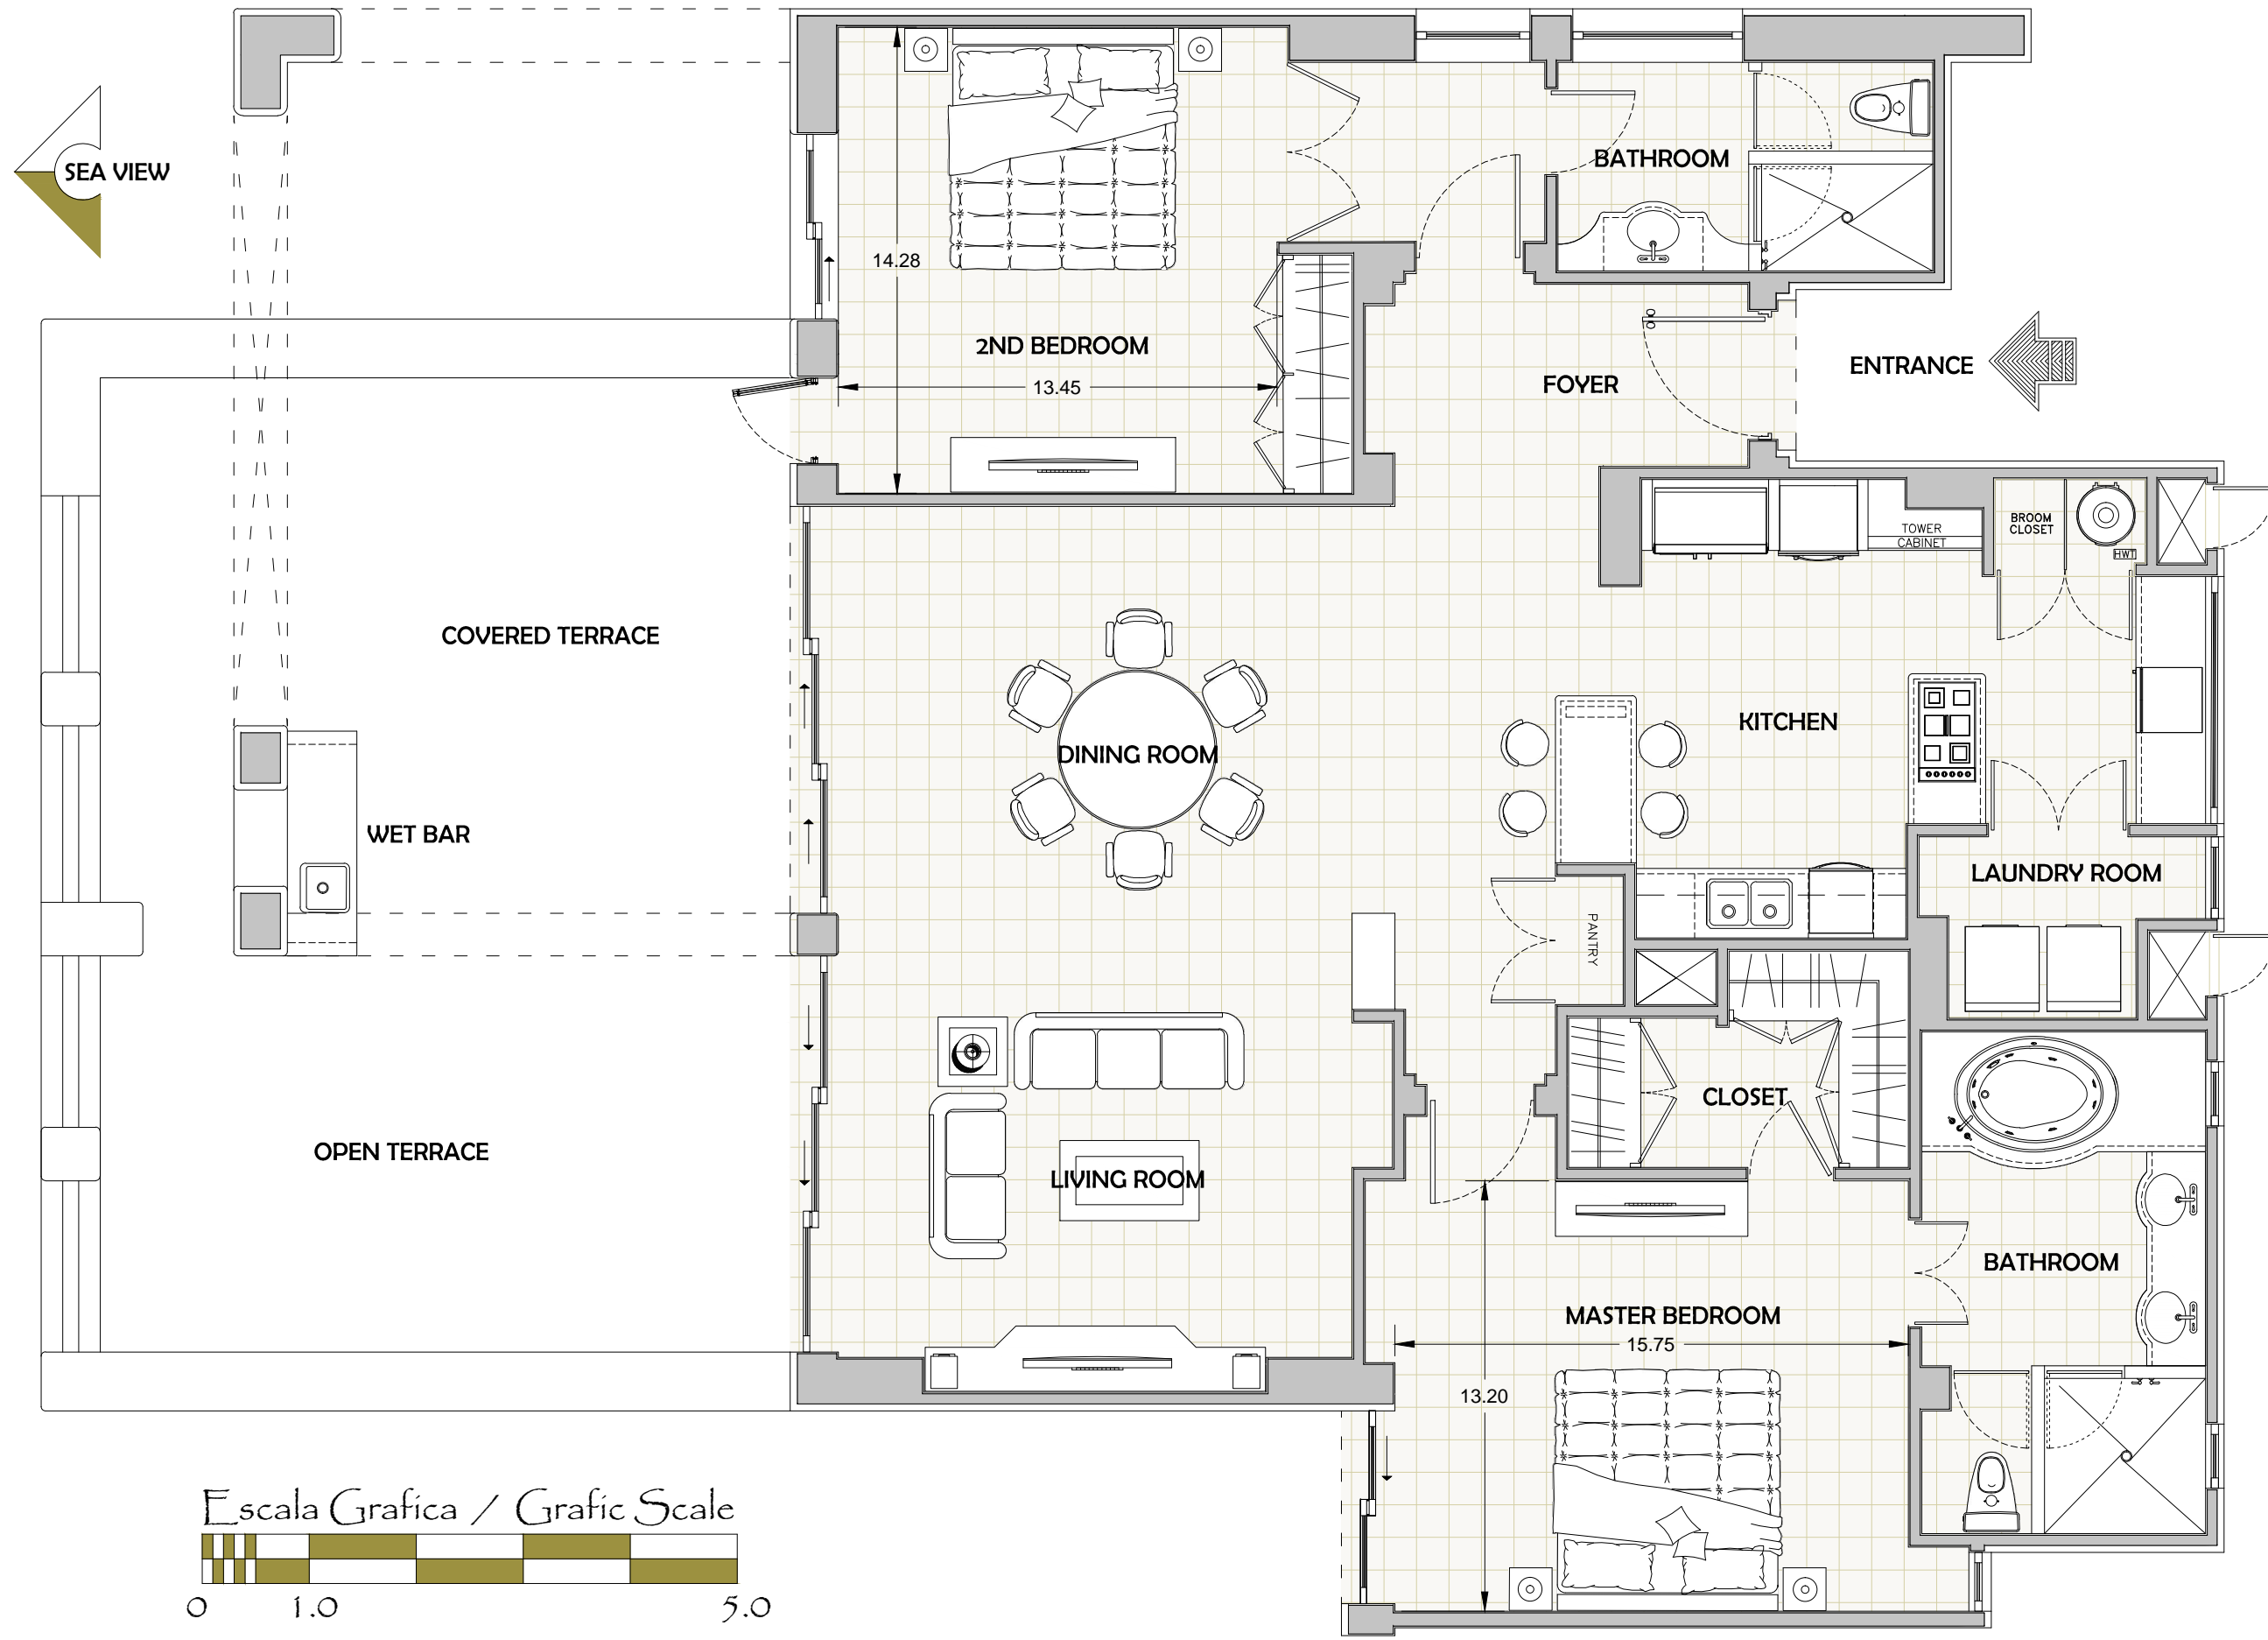 SEA VIEW
BATHROOM
14.28
2ND BEDROOM
13.45
FOYER
ENTRANCE
BROOM
CLOSET
HWT
TOWER
CABINET
COVERED TERRACE
KITCHEN
DINING ROOM
WET BAR
LAUNDRY ROOM
PANTRY
CLOSET
OPEN TERRACE
LIVING ROOM
BATHROOM
MASTER BEDROOM
15.75
13.20
Escala Grafica / Grafic Scale
0 1.0 5.0